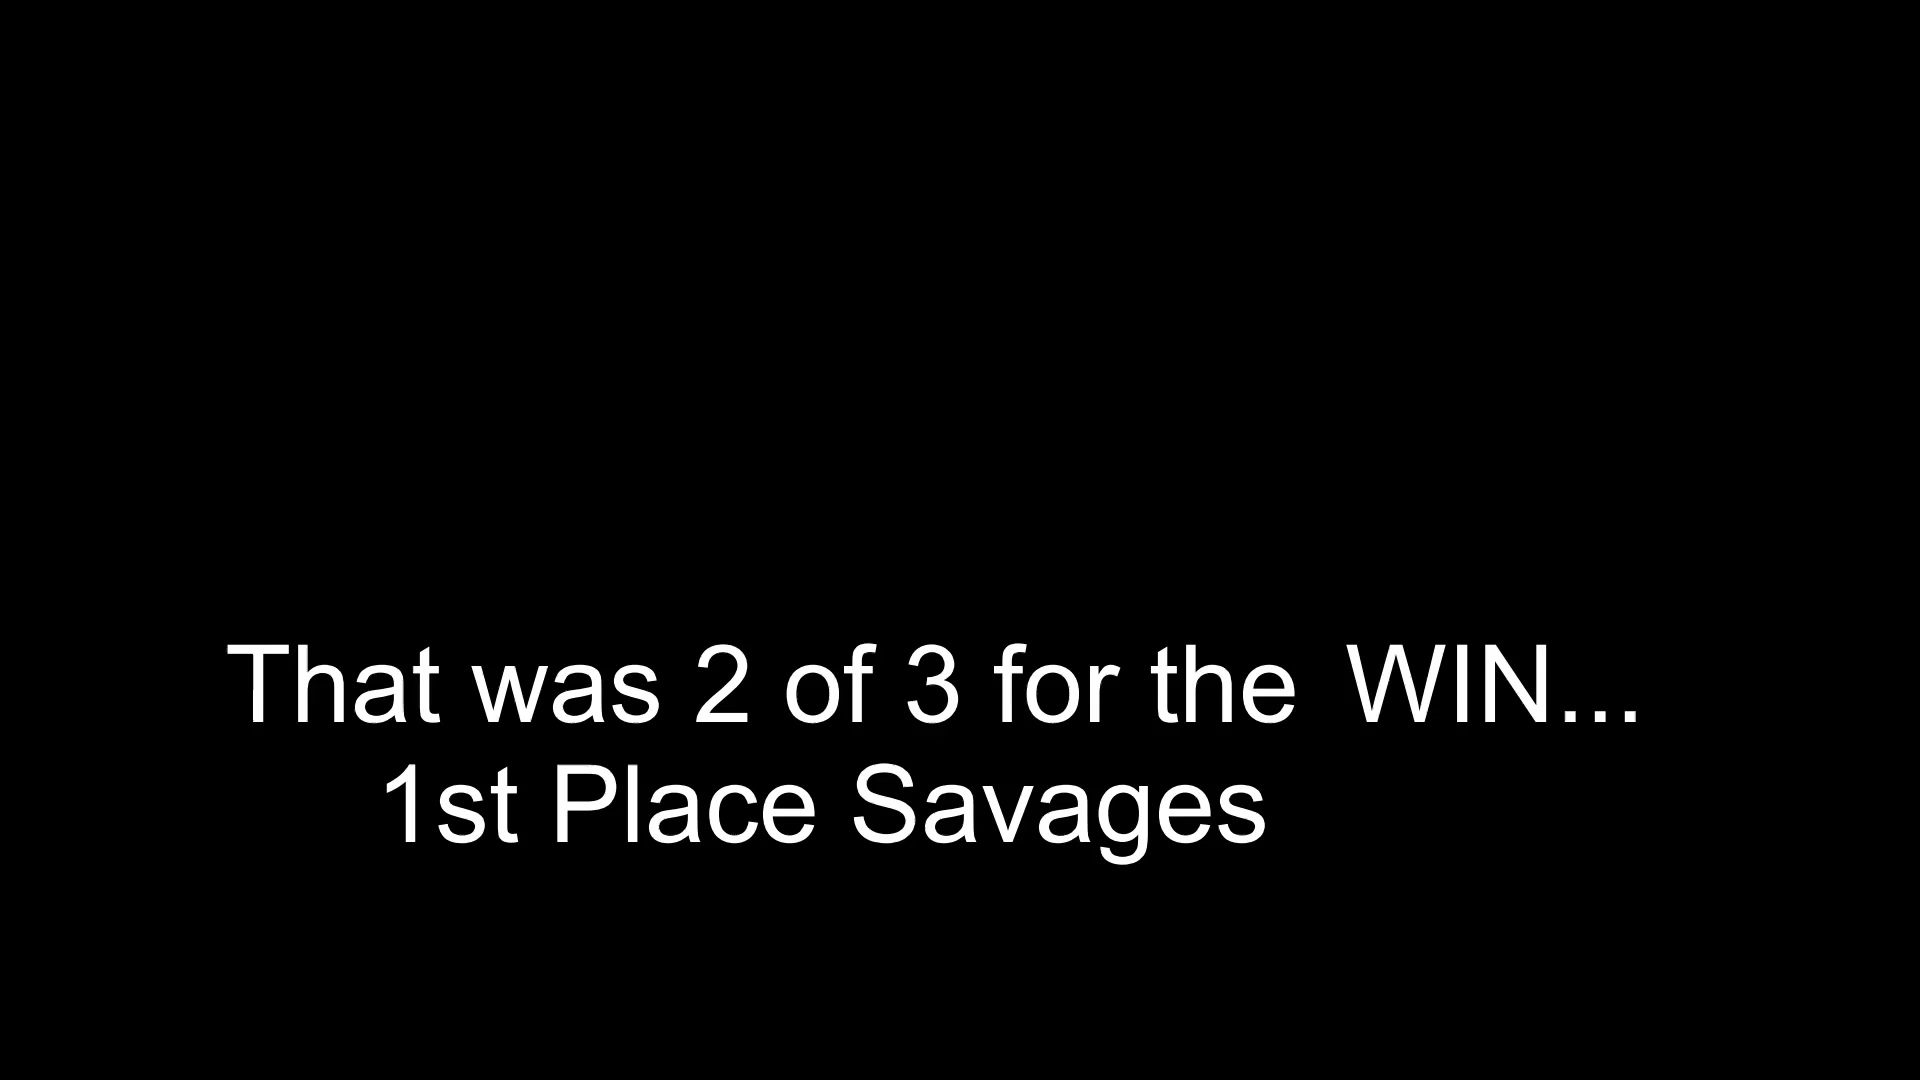 That was 2 of 3 for the WIN...
1st Place Savages